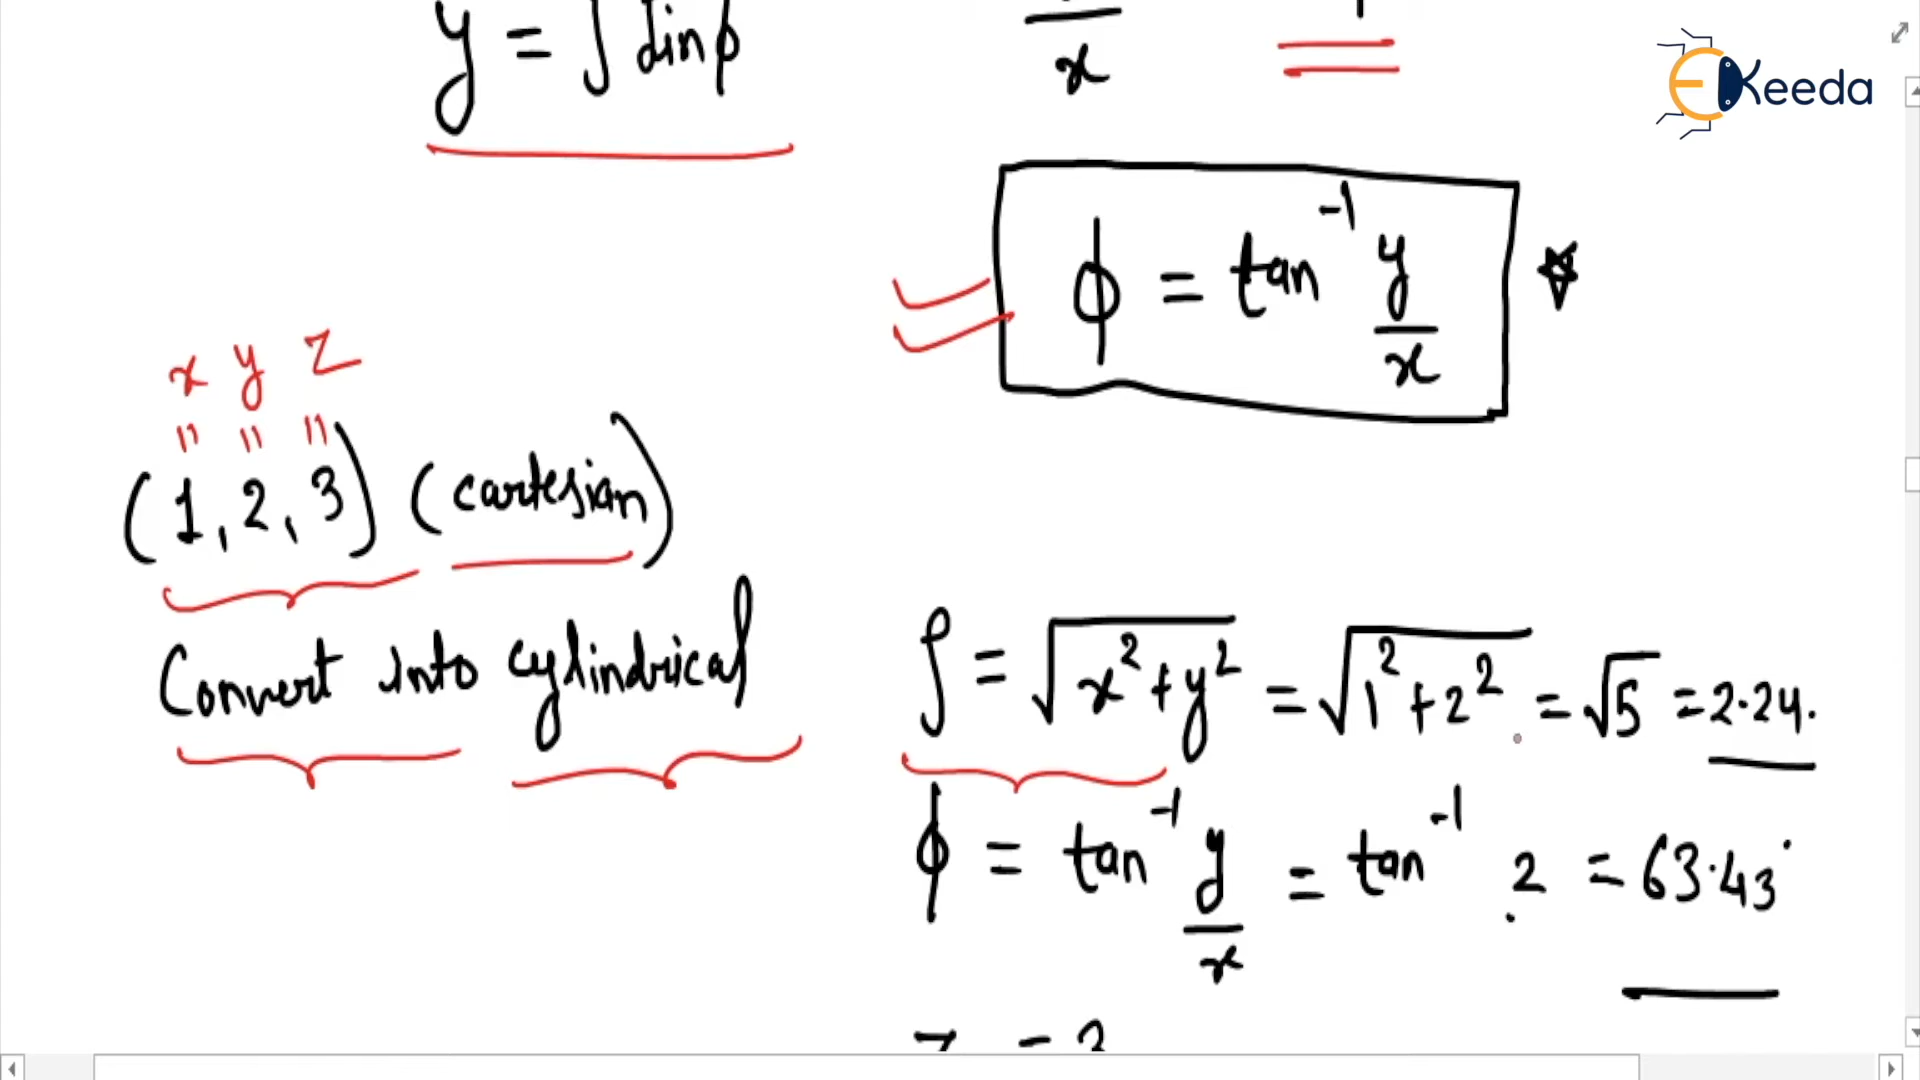 y = ∫ sinϕ
x
EKeeda
ϕ = tan⁻¹ y/x
x y z
" " "
(1, 2, 3) (cartesian)
Convert into cylindrical
ρ = √x²+y² = √1²+2² = √5 = 2.24.
ϕ = tan⁻¹ y/x = tan⁻¹ 2 = 63.43°